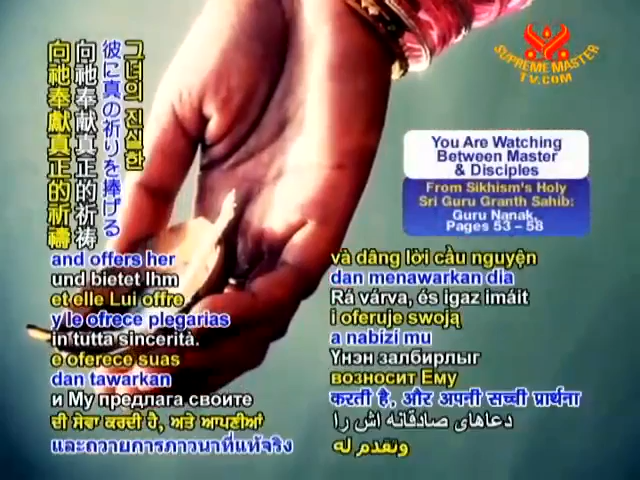 SUPREME MASTER
TV.COM
You Are Watching
Between Master
& Disciples
From Sikhism's Holy
Sri Guru Granth Sahib:
Guru Nanak,
Pages 53 – 58
向祂奉獻真正的祈禱
向祂奉献真正的祈祷
彼に真の祈りを捧げる
그녀의 진실한
and offers her
und bietet Ihm
et elle Lui offre
y le ofrece plegarias
in tutta sincerità.
e oferece suas
dan tawarkan
и Му предлага своите
ਦੀ ਸੇਵਾ ਕਰਦੀ ਹੈ, ਅਤੇ ਆਪਣੀਆਂ
และถวายการภาวนาที่แท้จริง
và dâng lời cầu nguyện
dan menawarkan dia
Rá várva, és igaz imáit
i oferuje swoją
a nabízí mu
Үнэн залбирлыг
возносит Ему
करती है, और अपनी सच्ची प्रार्थना
دعاهای صادقانه اش را
وتقدم له